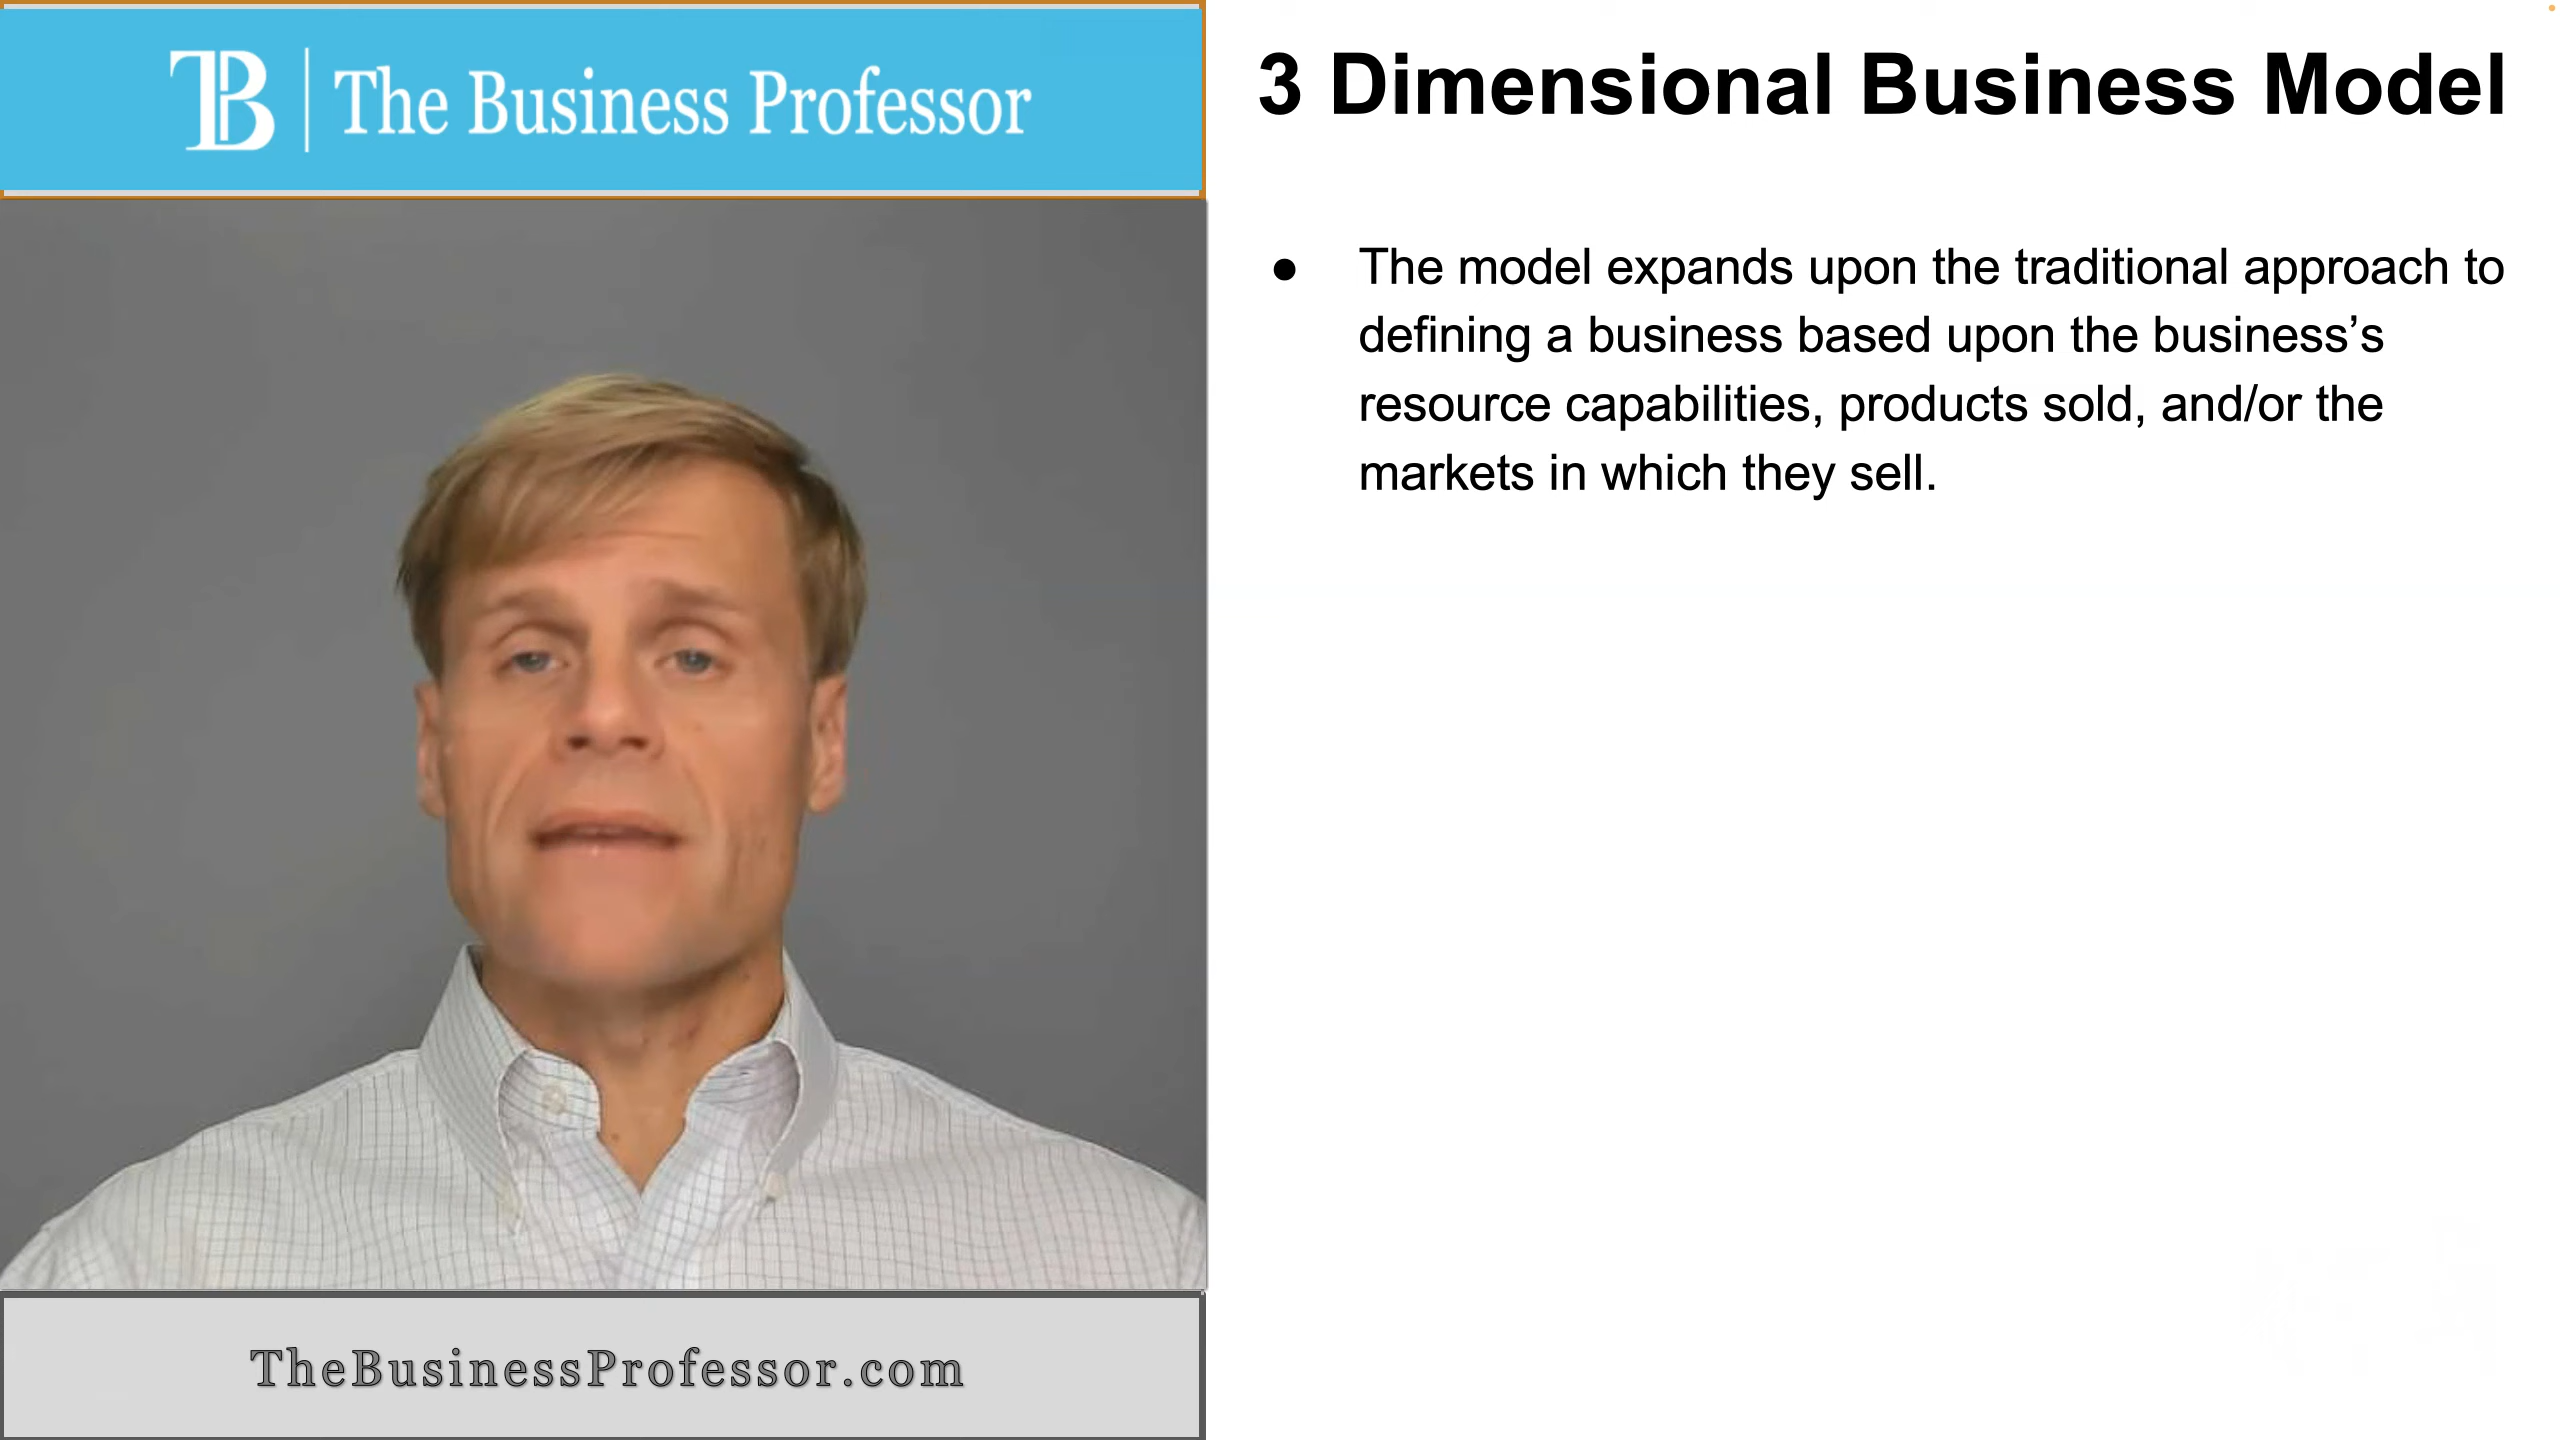 TB The Business Professor
3 Dimensional Business Model
● The model expands upon the traditional approach to
defining a business based upon the business’s
resource capabilities, products sold, and/or the
markets in which they sell.
TheBusinessProfessor.com